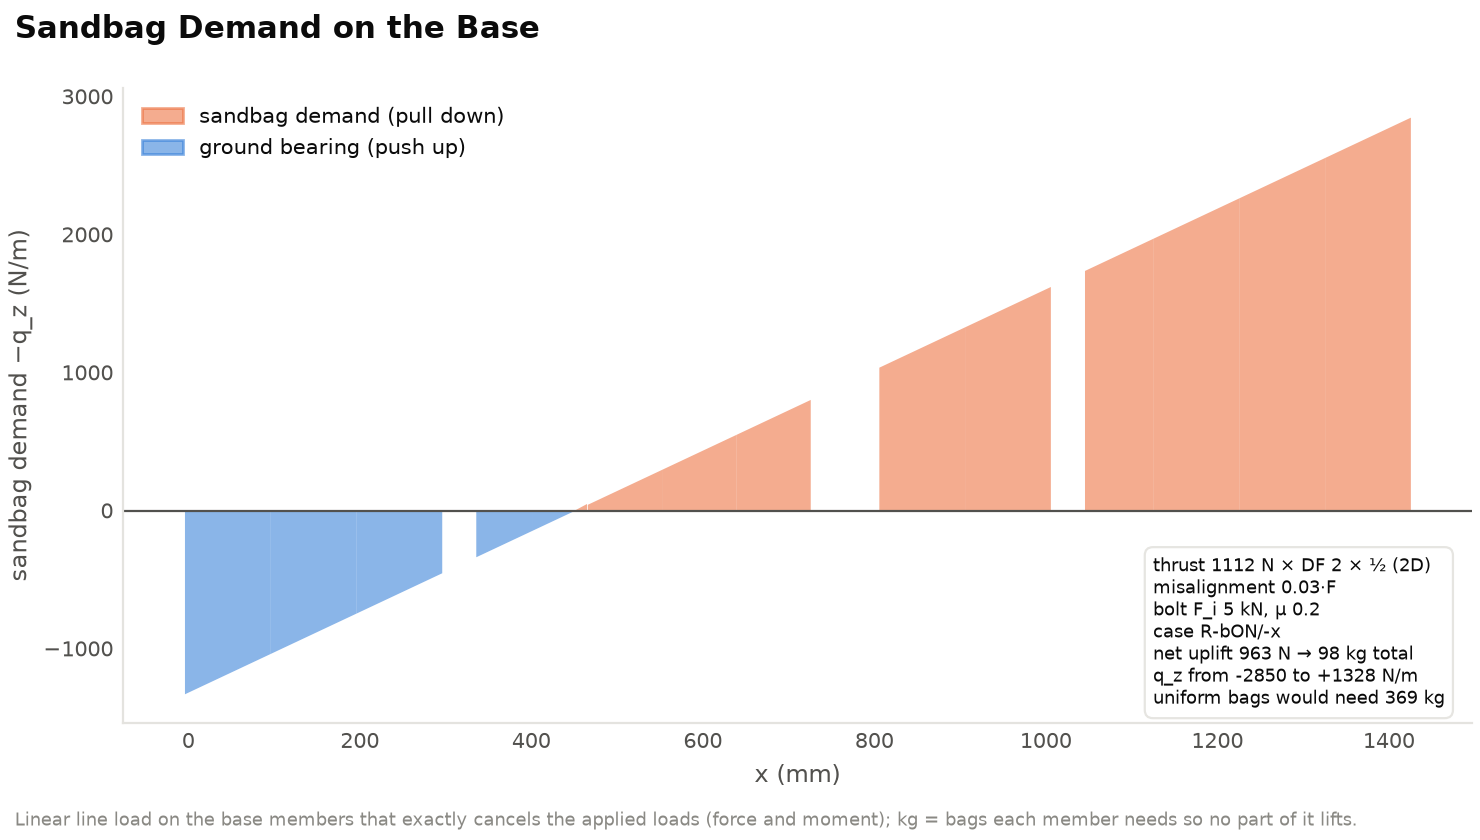 Sandbag Demand on the Base
sandbag demand (pull down)
ground bearing (push up)
sandbag demand −q_z (N/m)
3000
2000
1000
0
−1000
thrust 1112 N × DF 2 × ½ (2D)
misalignment 0.03·F
bolt F_i 5 kN, μ 0.2
case R-bON/-x
net uplift 963 N → 98 kg total
q_z from -2850 to +1328 N/m
uniform bags would need 369 kg
0 200 400 600 800 1000 1200 1400
x (mm)
Linear line load on the base members that exactly cancels the applied loads (force and moment); kg = bags each member needs so no part of it lifts.